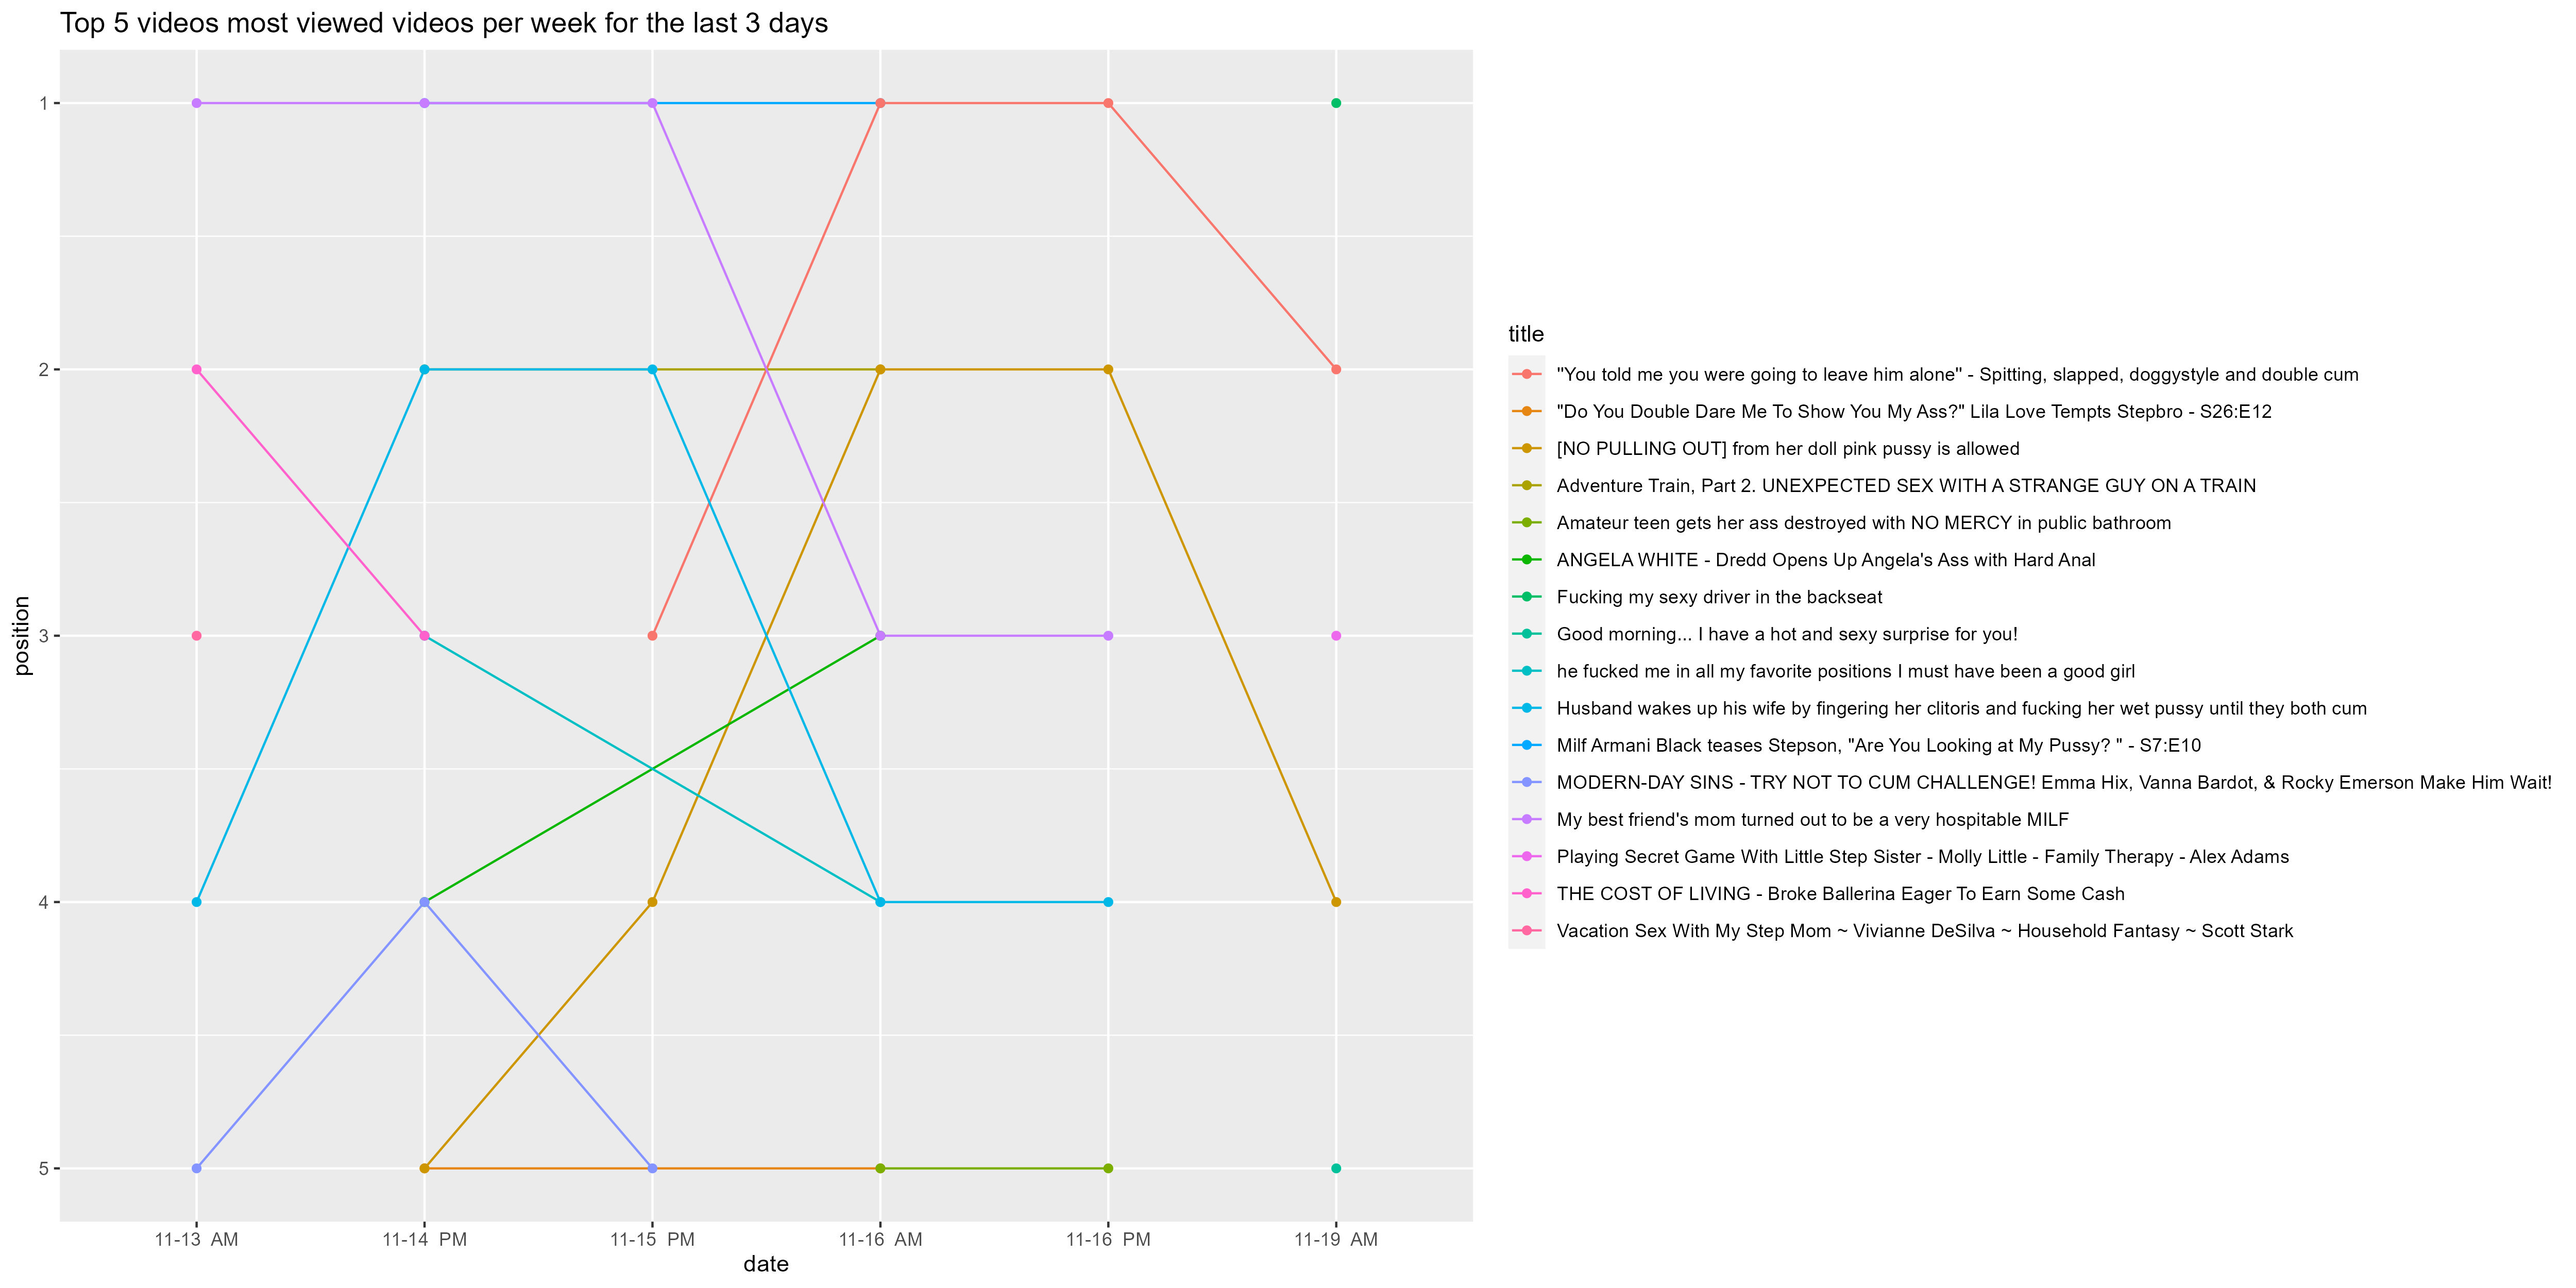 Top 5 videos most viewed videos per week for the last 3 days
position
1
2
3
4
5
11-13 AM
11-14 PM
11-15 PM
11-16 AM
11-16 PM
11-19 AM
date
title
"You told me you were going to leave him alone" - Spitting, slapped, doggystyle and double cum
"Do You Double Dare Me To Show You My Ass?" Lila Love Tempts Stepbro - S26:E12
[NO PULLING OUT] from her doll pink pussy is allowed
Adventure Train, Part 2. UNEXPECTED SEX WITH A STRANGE GUY ON A TRAIN
Amateur teen gets her ass destroyed with NO MERCY in public bathroom
ANGELA WHITE - Dredd Opens Up Angela's Ass with Hard Anal
Fucking my sexy driver in the backseat
Good morning... I have a hot and sexy surprise for you!
he fucked me in all my favorite positions I must have been a good girl
Husband wakes up his wife by fingering her clitoris and fucking her wet pussy until they both cum
Milf Armani Black teases Stepson, "Are You Looking at My Pussy? " - S7:E10
MODERN-DAY SINS - TRY NOT TO CUM CHALLENGE! Emma Hix, Vanna Bardot, & Rocky Emerson Make Him Wait!
My best friend's mom turned out to be a very hospitable MILF
Playing Secret Game With Little Step Sister - Molly Little - Family Therapy - Alex Adams
THE COST OF LIVING - Broke Ballerina Eager To Earn Some Cash
Vacation Sex With My Step Mom ~ Vivianne DeSilva ~ Household Fantasy ~ Scott Stark